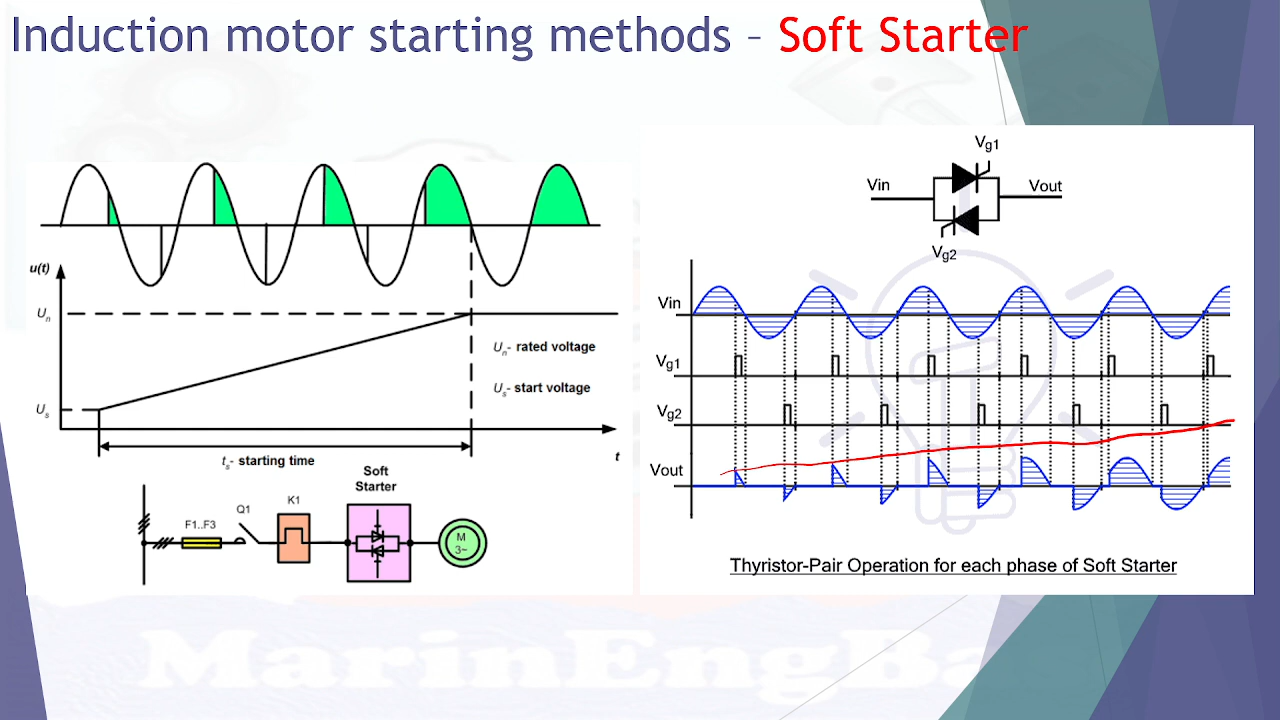 Induction motor starting methods – Soft Starter
u(t)
Un
Un- rated voltage
Us- start voltage
Us
ts- starting time
t
Soft
Starter
K1
Q1
F1..F3
M
3~
Vg1
Vin
Vout
Vg2
Vin
Vg1
Vg2
Vout
Thyristor-Pair Operation for each phase of Soft Starter
MarinEngBa